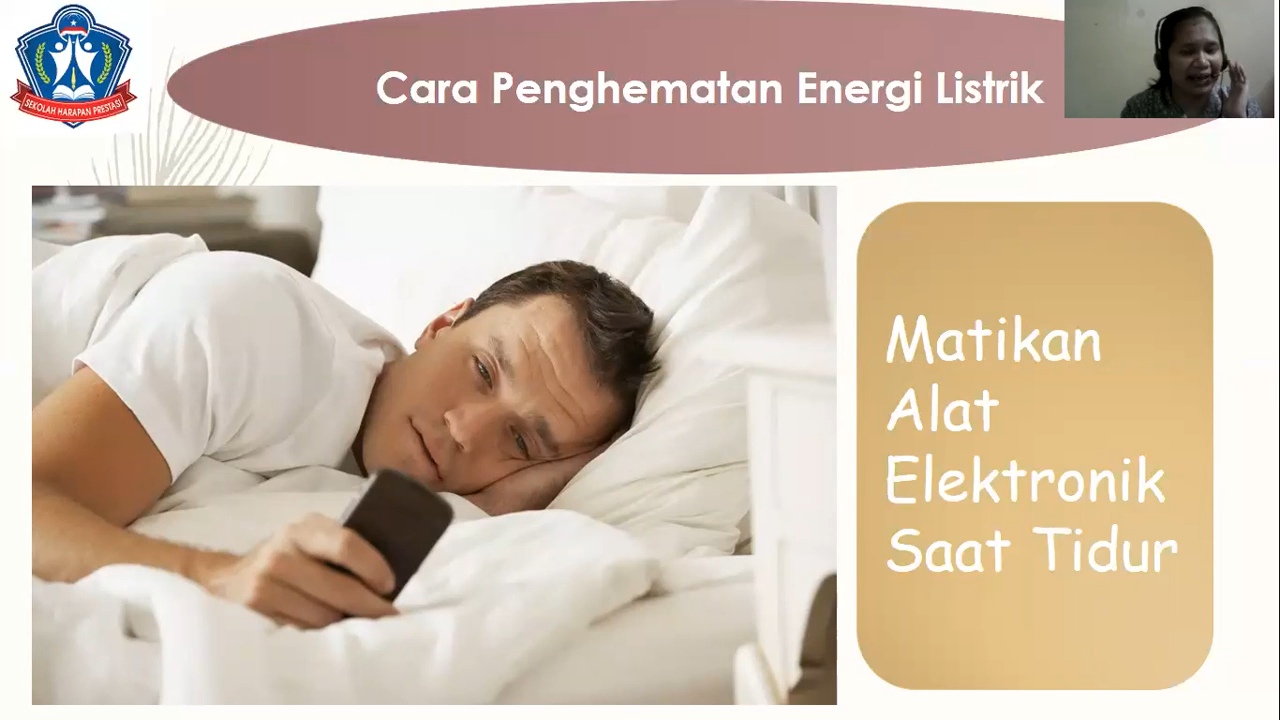 SEKOLAH HARAPAN PRESTASI
Cara Penghematan Energi Listrik
Matikan
Alat
Elektronik
Saat Tidur